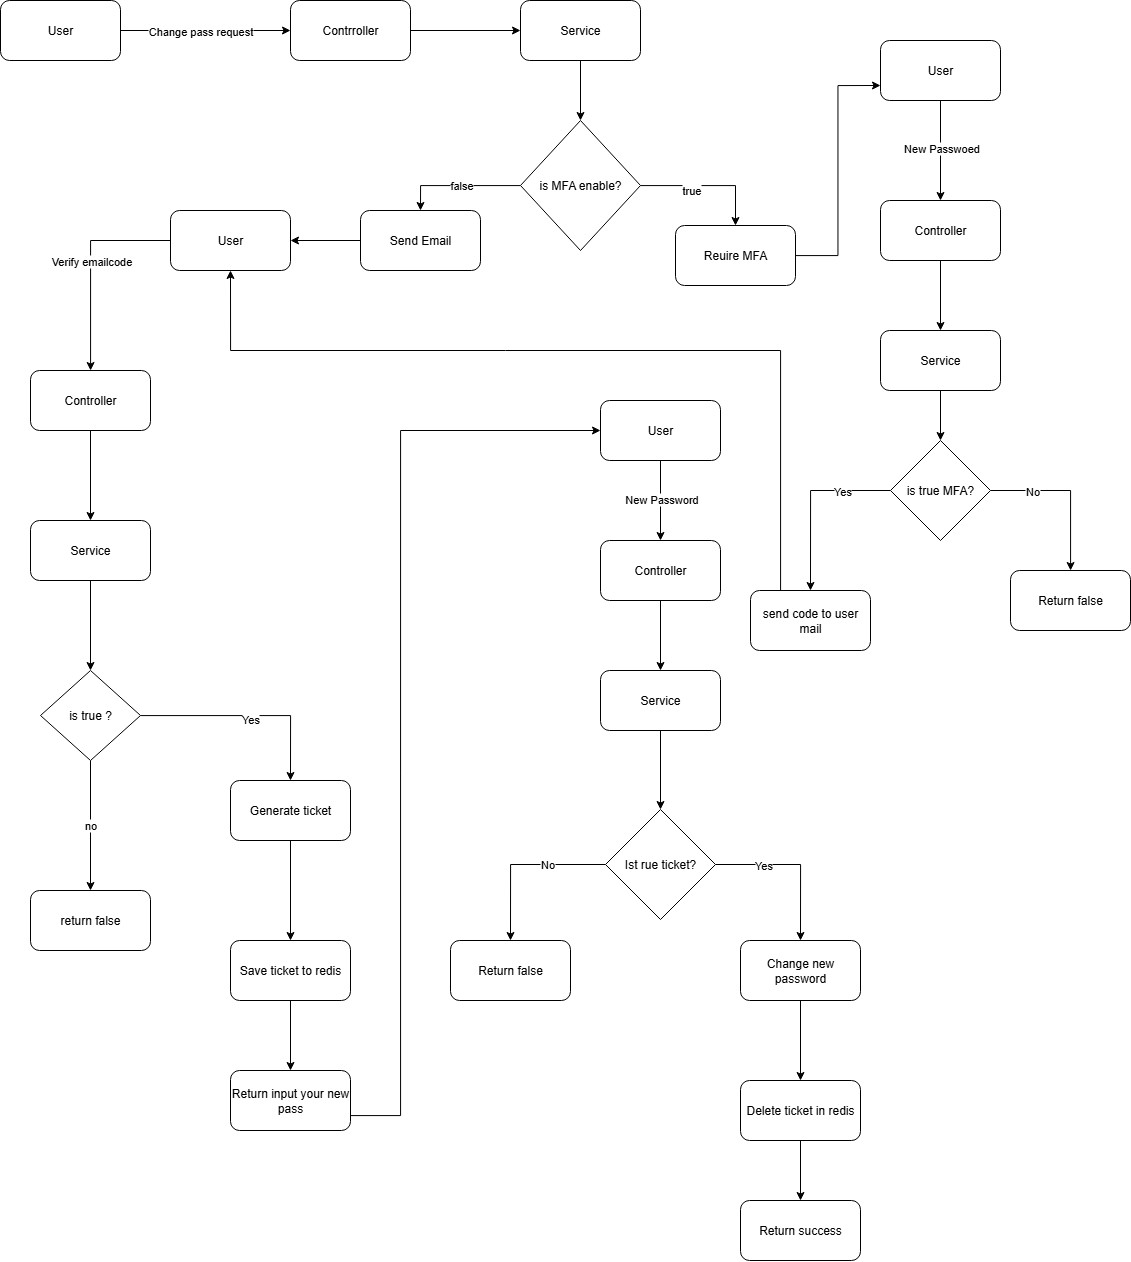 User
Change pass request
Contrroller
Service
User
New Passwoed
is MFA enable?
false
true
User
Send Email
Controller
Reuire MFA
Verify emailcode
Service
Controller
User
is true MFA?
Yes
No
New Password
Service
Controller
Return false
send code to user
mail
Service
is true ?
Yes
Generate ticket
no
Ist rue ticket?
No
Yes
return false
Save ticket to redis
Return false
Change new
password
Return input your new
pass
Delete ticket in redis
Return success